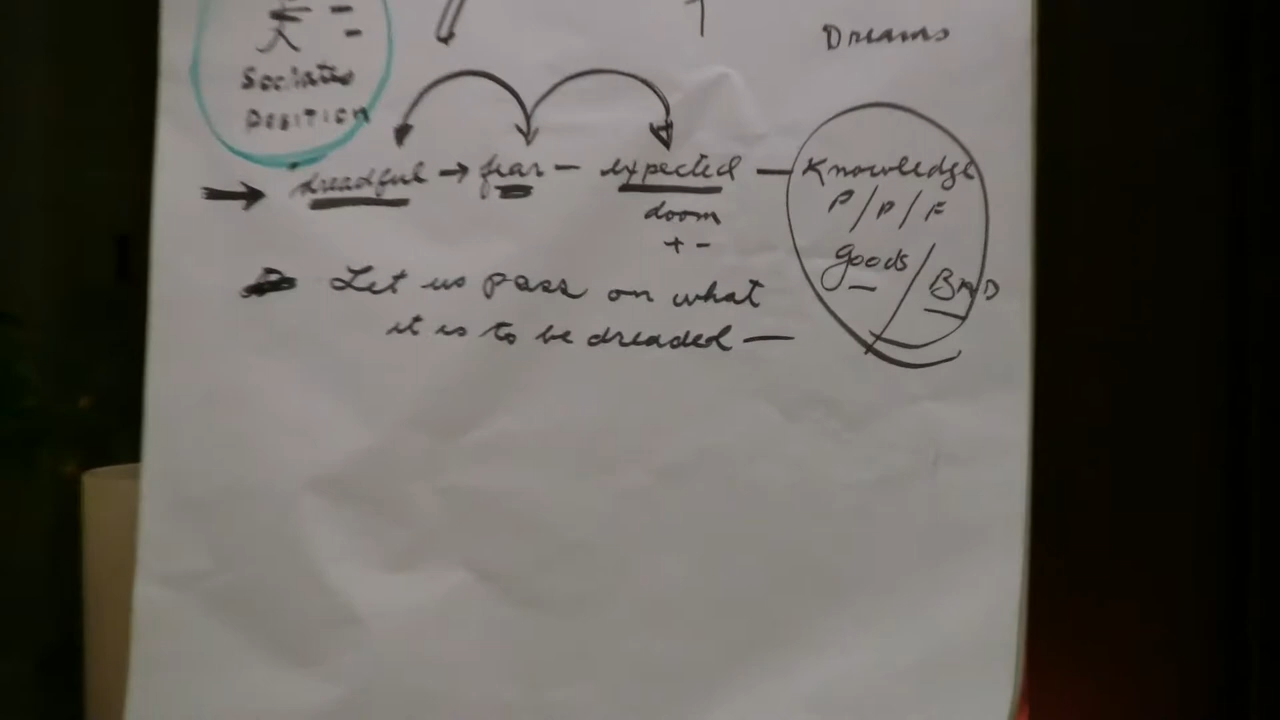 Dreams
Socrates
Position
dreadful → fear — expected — Knowledge
P/P/F
doom
+ -
goods / Bad
Let us pass on what
it is to be dreaded —